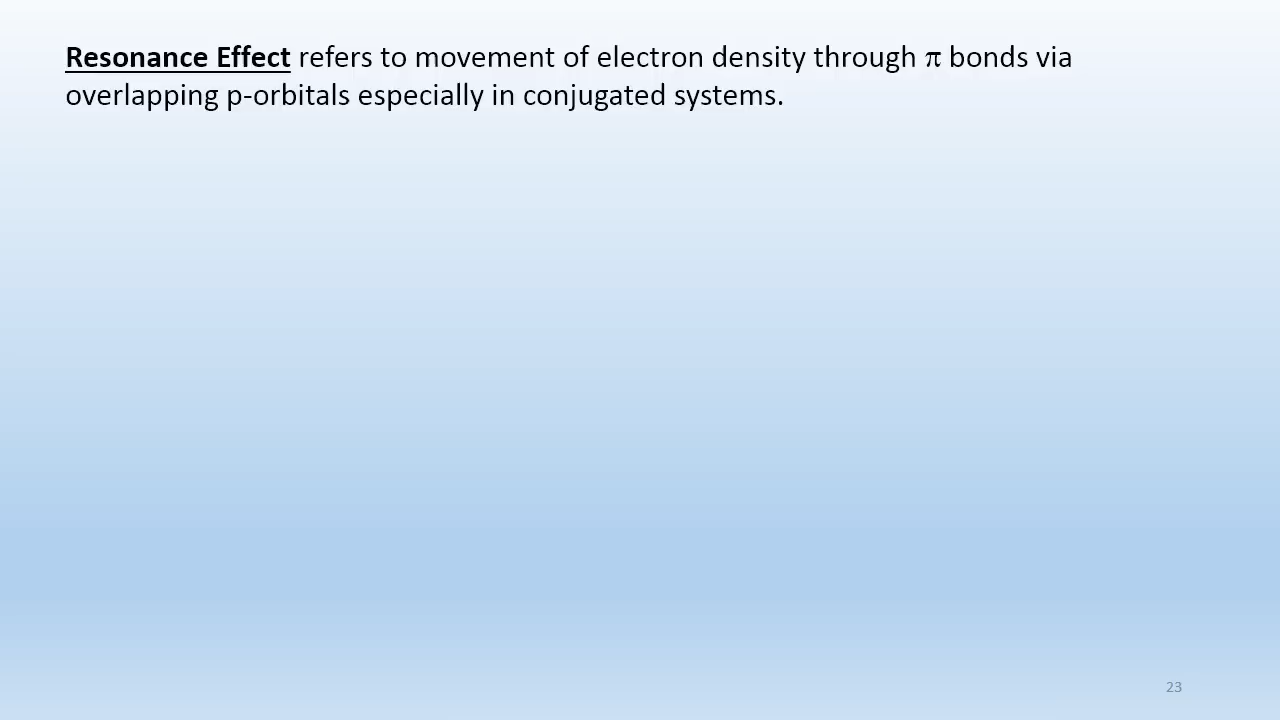 Resonance Effect refers to movement of electron density through π bonds via
overlapping p-orbitals especially in conjugated systems.
23